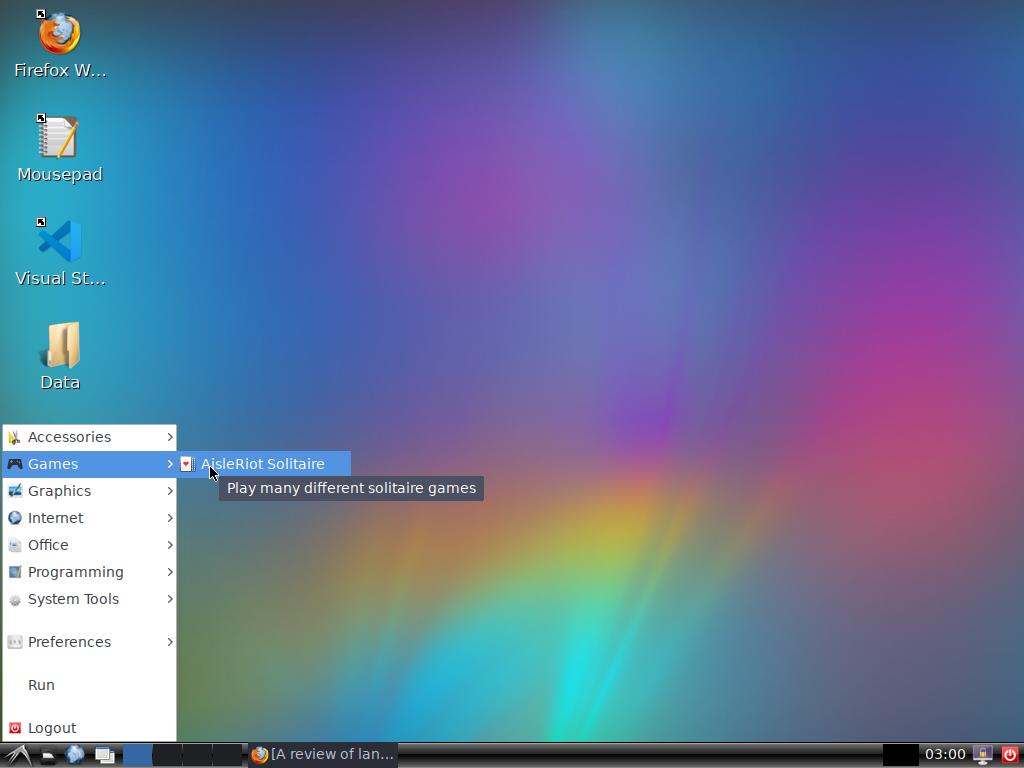 Firefox W...
Mousepad
Visual St...
Data
Accessories
Games
AisleRiot Solitaire
Play many different solitaire games
Graphics
Internet
Office
Programming
System Tools
Preferences
Run
Logout
[A review of lan...
03:00